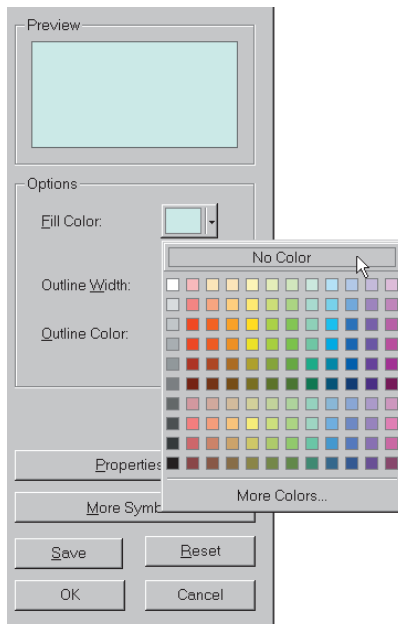 Preview
Options
Fill Color:
No Color
Outline Width:
Outline Color:
Properties
More Colors...
More Symb
Save
Reset
OK
Cancel